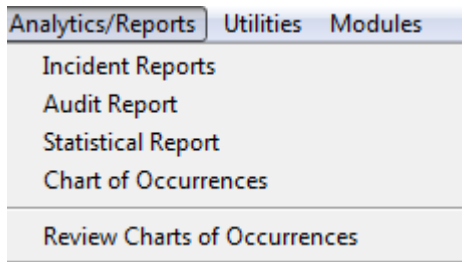 Analytics/Reports Utilities Modules
Incident Reports
Audit Report
Statistical Report
Chart of Occurrences
Review Charts of Occurrences